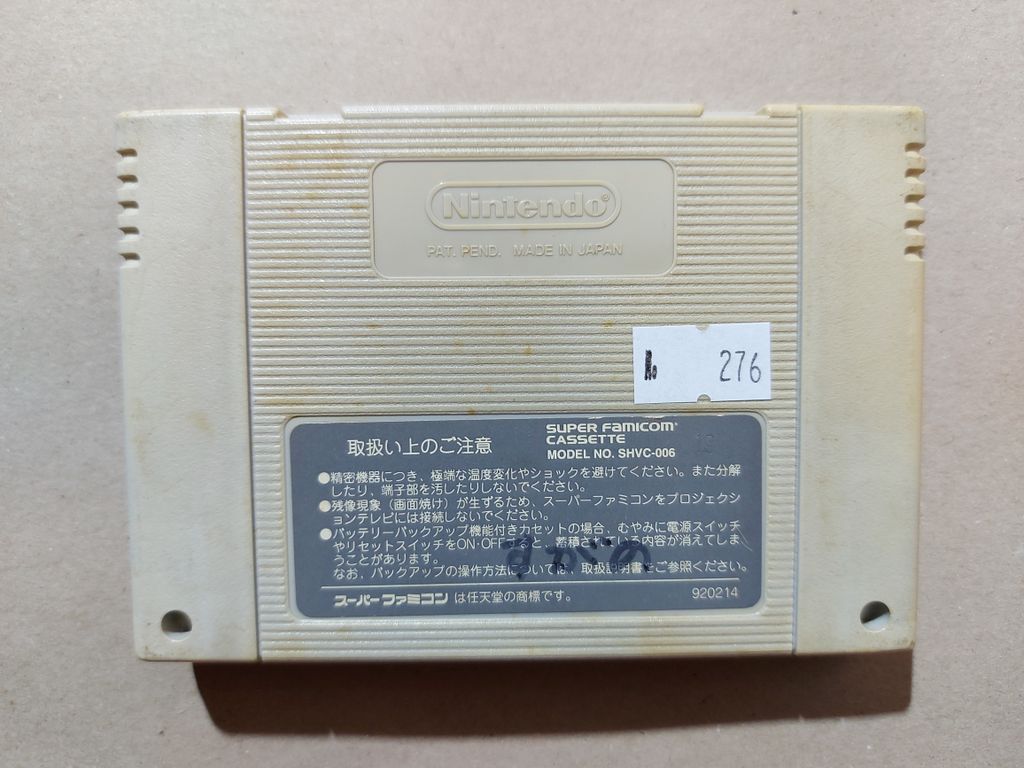 Nintendo®
PAT. PEND. MADE IN JAPAN
276
取扱い上のご注意
SUPER FAMICOM
CASSETTE
MODEL NO. SHVC-006
●精密機器につき、極端な温度変化やショックを避けてください。また分解
したり、端子部を汚したりしないでください。
●残像現象（画面焼け）が生ずるため、スーパーファミコンをプロジェクシ
ョンテレビには接続しないでください。
●バッテリーバックアップ機能付きカセットの場合、むやみに電源スイッチ
やリセットスイッチをON・OFFすると、蓄積されている内容が消えてしま
うことがあります。
なお、バックアップの操作方法については、取扱説明書をご参照ください。
スーパーファミコン は任天堂の商標です。
920214